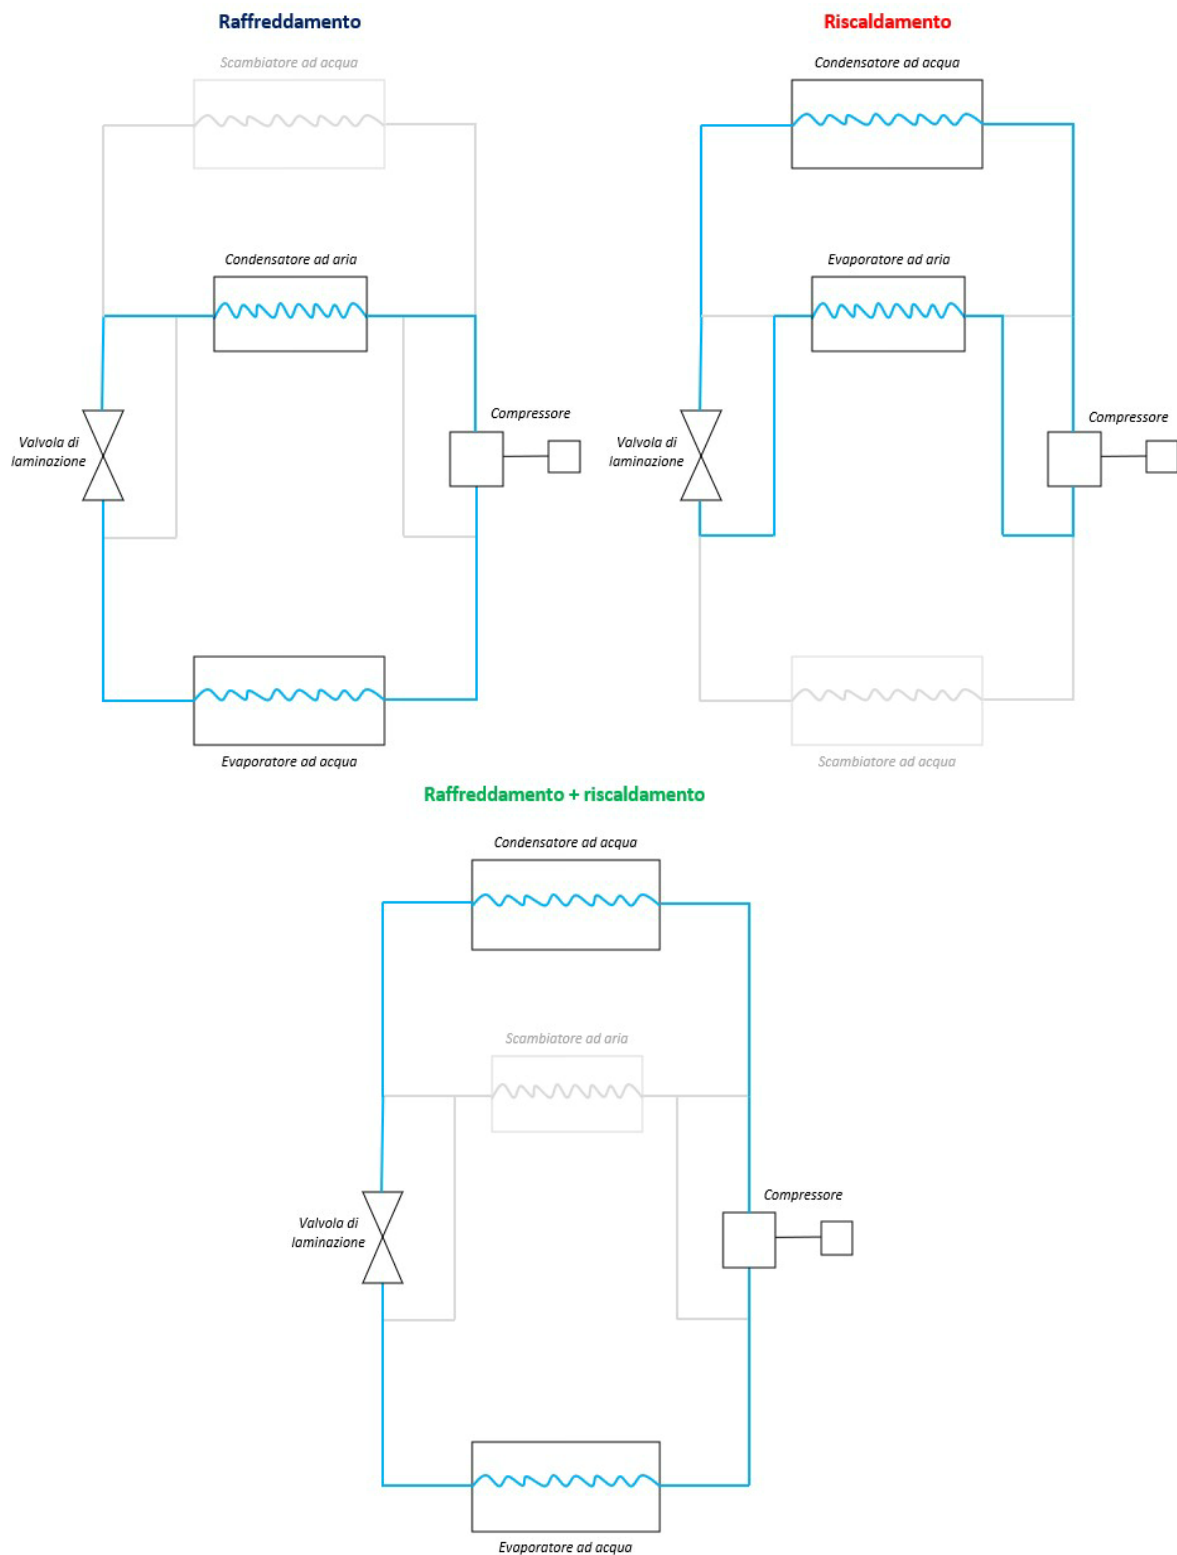 Raffreddamento
Scambiatore ad acqua
Condensatore ad aria
Compressore
Valvola di
laminazione
Evaporatore ad acqua
Riscaldamento
Condensatore ad acqua
Evaporatore ad aria
Compressore
Valvola di
laminazione
Scambiatore ad acqua
Raffreddamento + riscaldamento
Condensatore ad acqua
Scambiatore ad aria
Compressore
Valvola di
laminazione
Evaporatore ad acqua